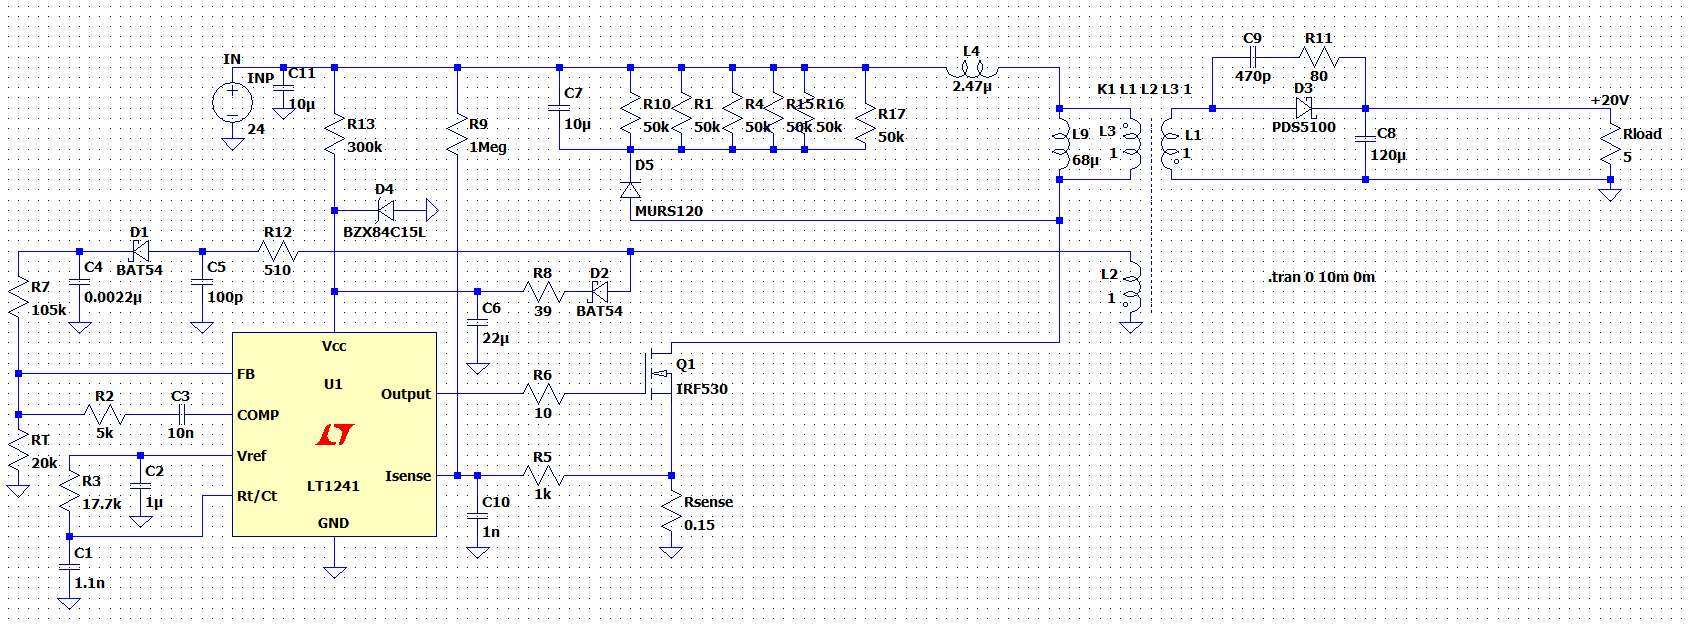 IN
INP
24
C11
10µ
R13
300k
R9
1Meg
C7
10µ
R10
50k
R1
50k
R4
50k
R15
50k
R16
50k
R17
50k
L4
2.47µ
K1 L1 L2 L3 1
L9
68µ
L3
1
L1
1
C9
470p
R11
80
D3
PDS5100
C8
120µ
+20V
Rload
5
D5
MURS120
D4
BZX84C15L
D1
BAT54
R12
510
C4
0.0022µ
C5
100p
R7
105k
R8
39
D2
BAT54
C6
22µ
L2
1
.tran 0 10m 0m
Vcc
FB
U1
COMP
Output
Vref
Isense
Rt/Ct
LT1241
GND
R2
5k
C3
10n
RT
20k
R3
17.7k
C2
1µ
C1
1.1n
R6
10
Q1
IRF530
R5
1k
C10
1n
Rsense
0.15